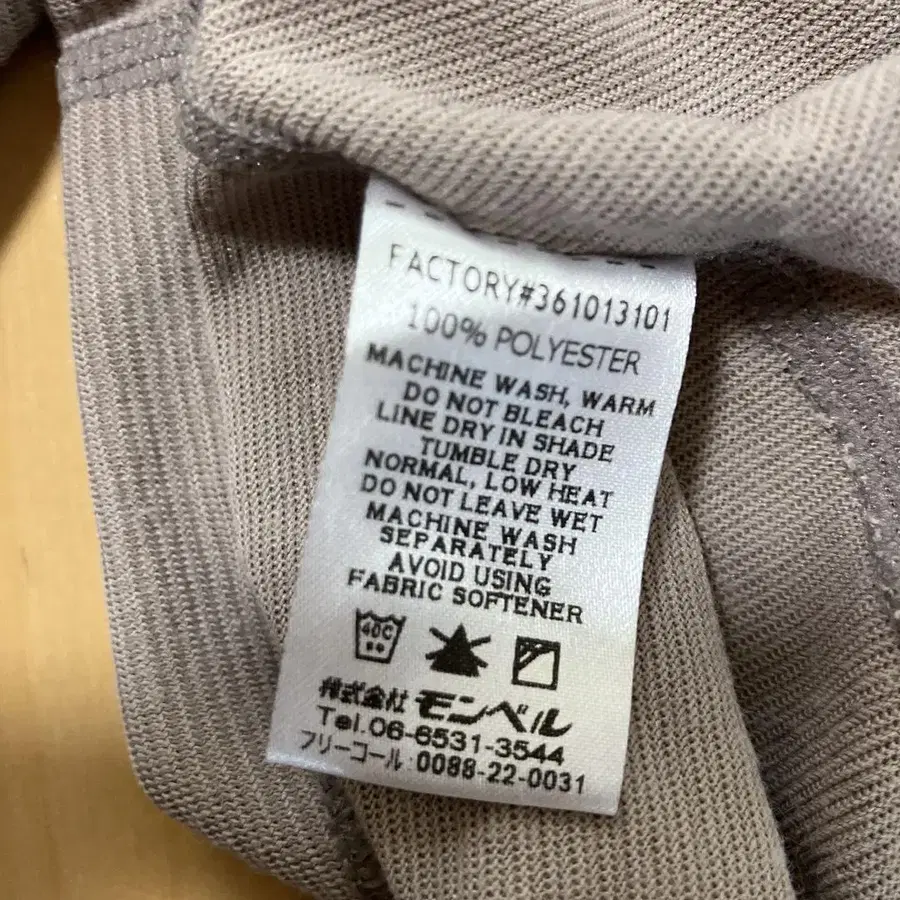 FACTORY#361013101
100% POLYESTER
MACHINE WASH, WARM
DO NOT BLEACH
LINE DRY IN SHADE
TUMBLE DRY
NORMAL, LOW HEAT
DO NOT LEAVE WET
MACHINE WASH
SEPARATELY
AVOID USING
FABRIC SOFTENER
40C
株式会社 モンベル
Tel.06-6531-3544
フリーコール:0088-22-0031